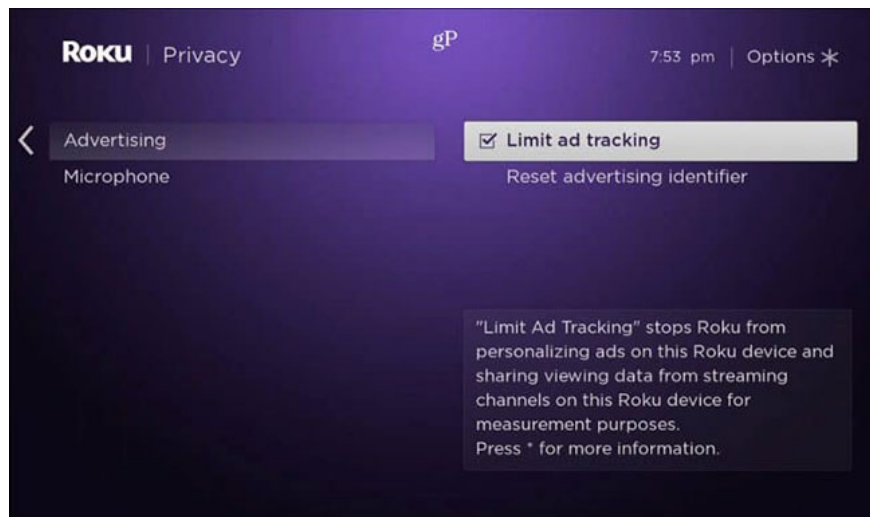 Roku | Privacy
gP
7:53 pm | Options *
Advertising
Microphone
Limit ad tracking
Reset advertising identifier
"Limit Ad Tracking" stops Roku from
personalizing ads on this Roku device and
sharing viewing data from streaming
channels on this Roku device for
measurement purposes.
Press * for more information.